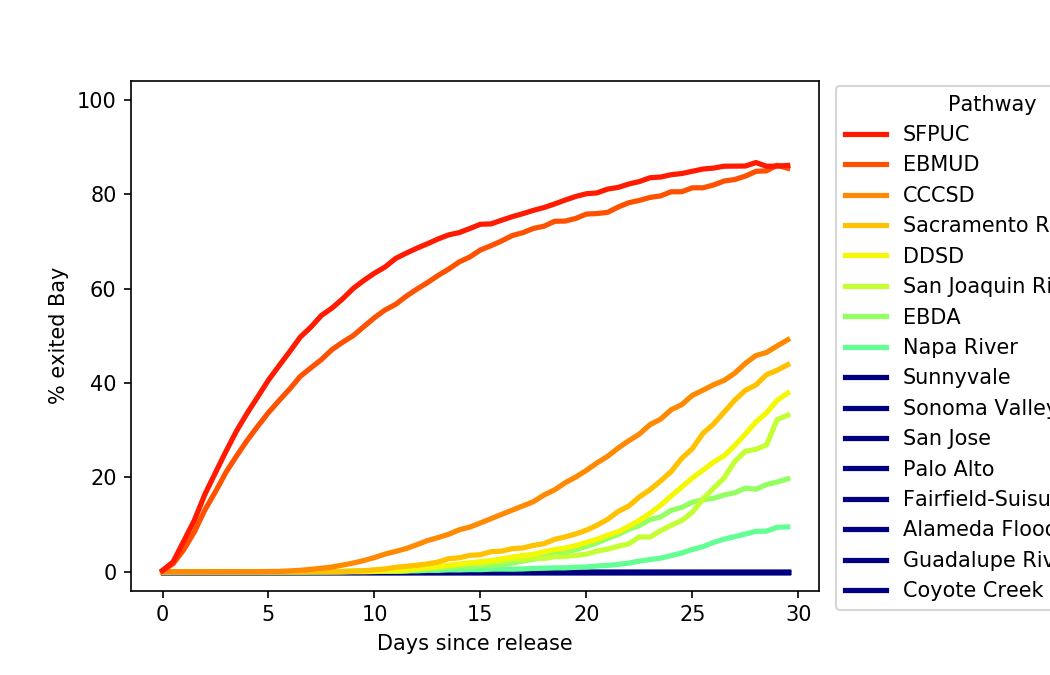 100
80
60
40
20
0
% exited Bay
0 5 10 15 20 25 30
Days since release
Pathway
SFPUC
EBMUD
CCCSD
Sacramento R
DDSD
San Joaquin Ri
EBDA
Napa River
Sunnyvale
Sonoma Valley
San Jose
Palo Alto
Fairfield-Suisu
Alameda Flood
Guadalupe Riv
Coyote Creek